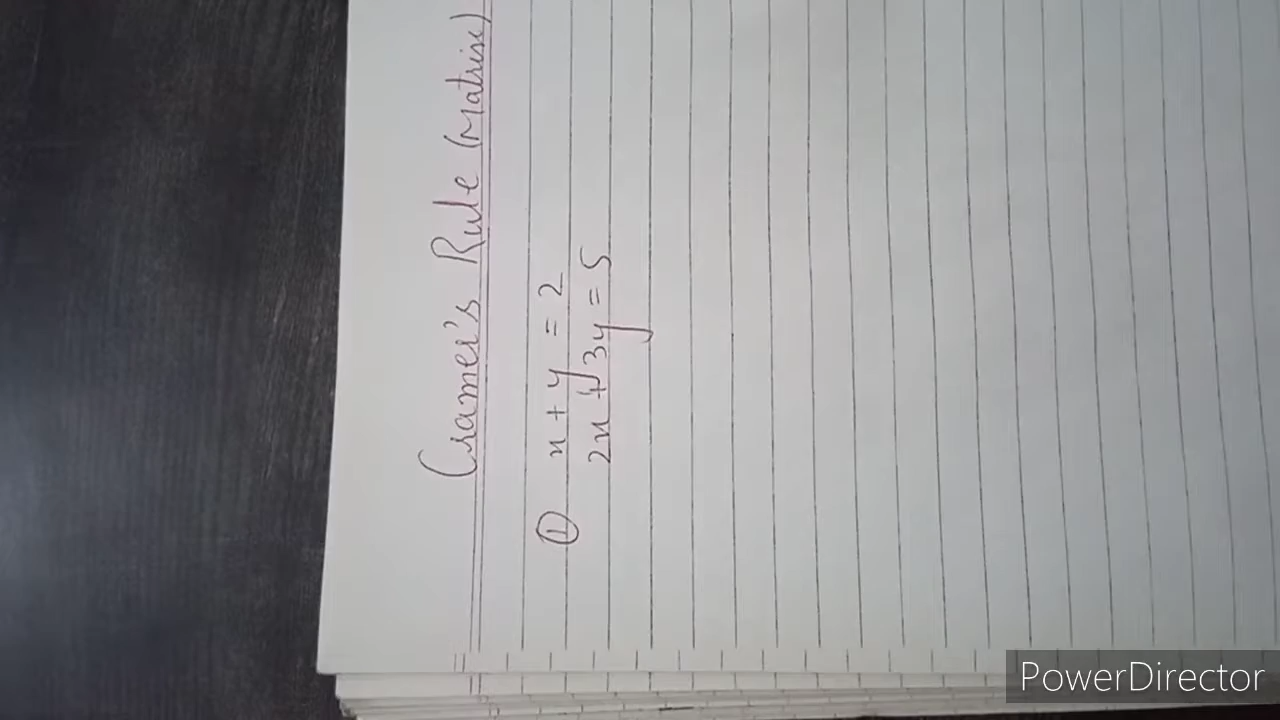 Cramer's Rule (Matrix)
① x + y = 2
2x + 3y = 5
PowerDirector